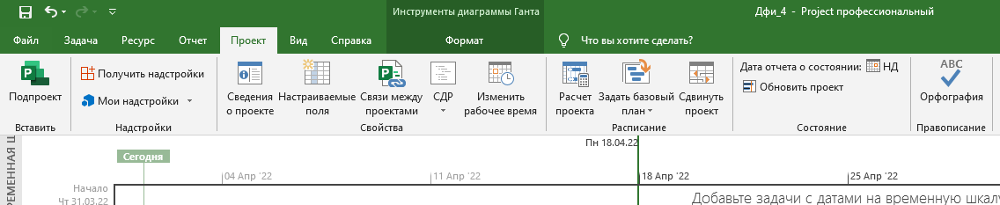 Инструменты диаграммы Ганта
Дфи_4 - Project профессиональный
Файл Задача Ресурс Отчет Проект Вид Справка Формат Что вы хотите сделать?
Подпроект
Вставить
Получить надстройки
Мои надстройки
Надстройки
Сведения
о проекте
Настраиваемые
поля
Связи между
проектами
СДР
Изменить
рабочее время
Свойства
Расчет
проекта
Задать базовый
план
Сдвинуть
проект
Расписание
Дата отчета о состоянии: НД
Обновить проект
Состояние
ABC
Орфография
Правописание
Пн 18.04.22
Сегодня
04 Апр '22
11 Апр '22
18 Апр '22
25 Апр '22
Начало
Чт 31.03.22
Добавьте задачи с датами на временную шкалу
РЕМЕННАЯ Ш